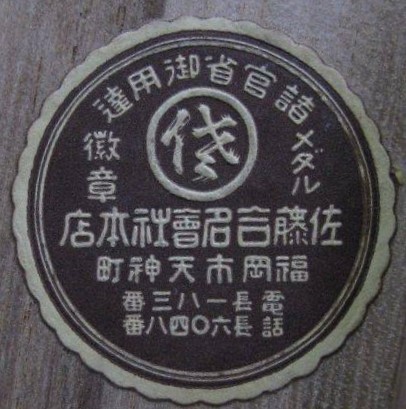 諸官省御用達
メダル
徽章
佐藤合名會社本店
福岡市天神町
電話 長一八三番
長六〇四八番